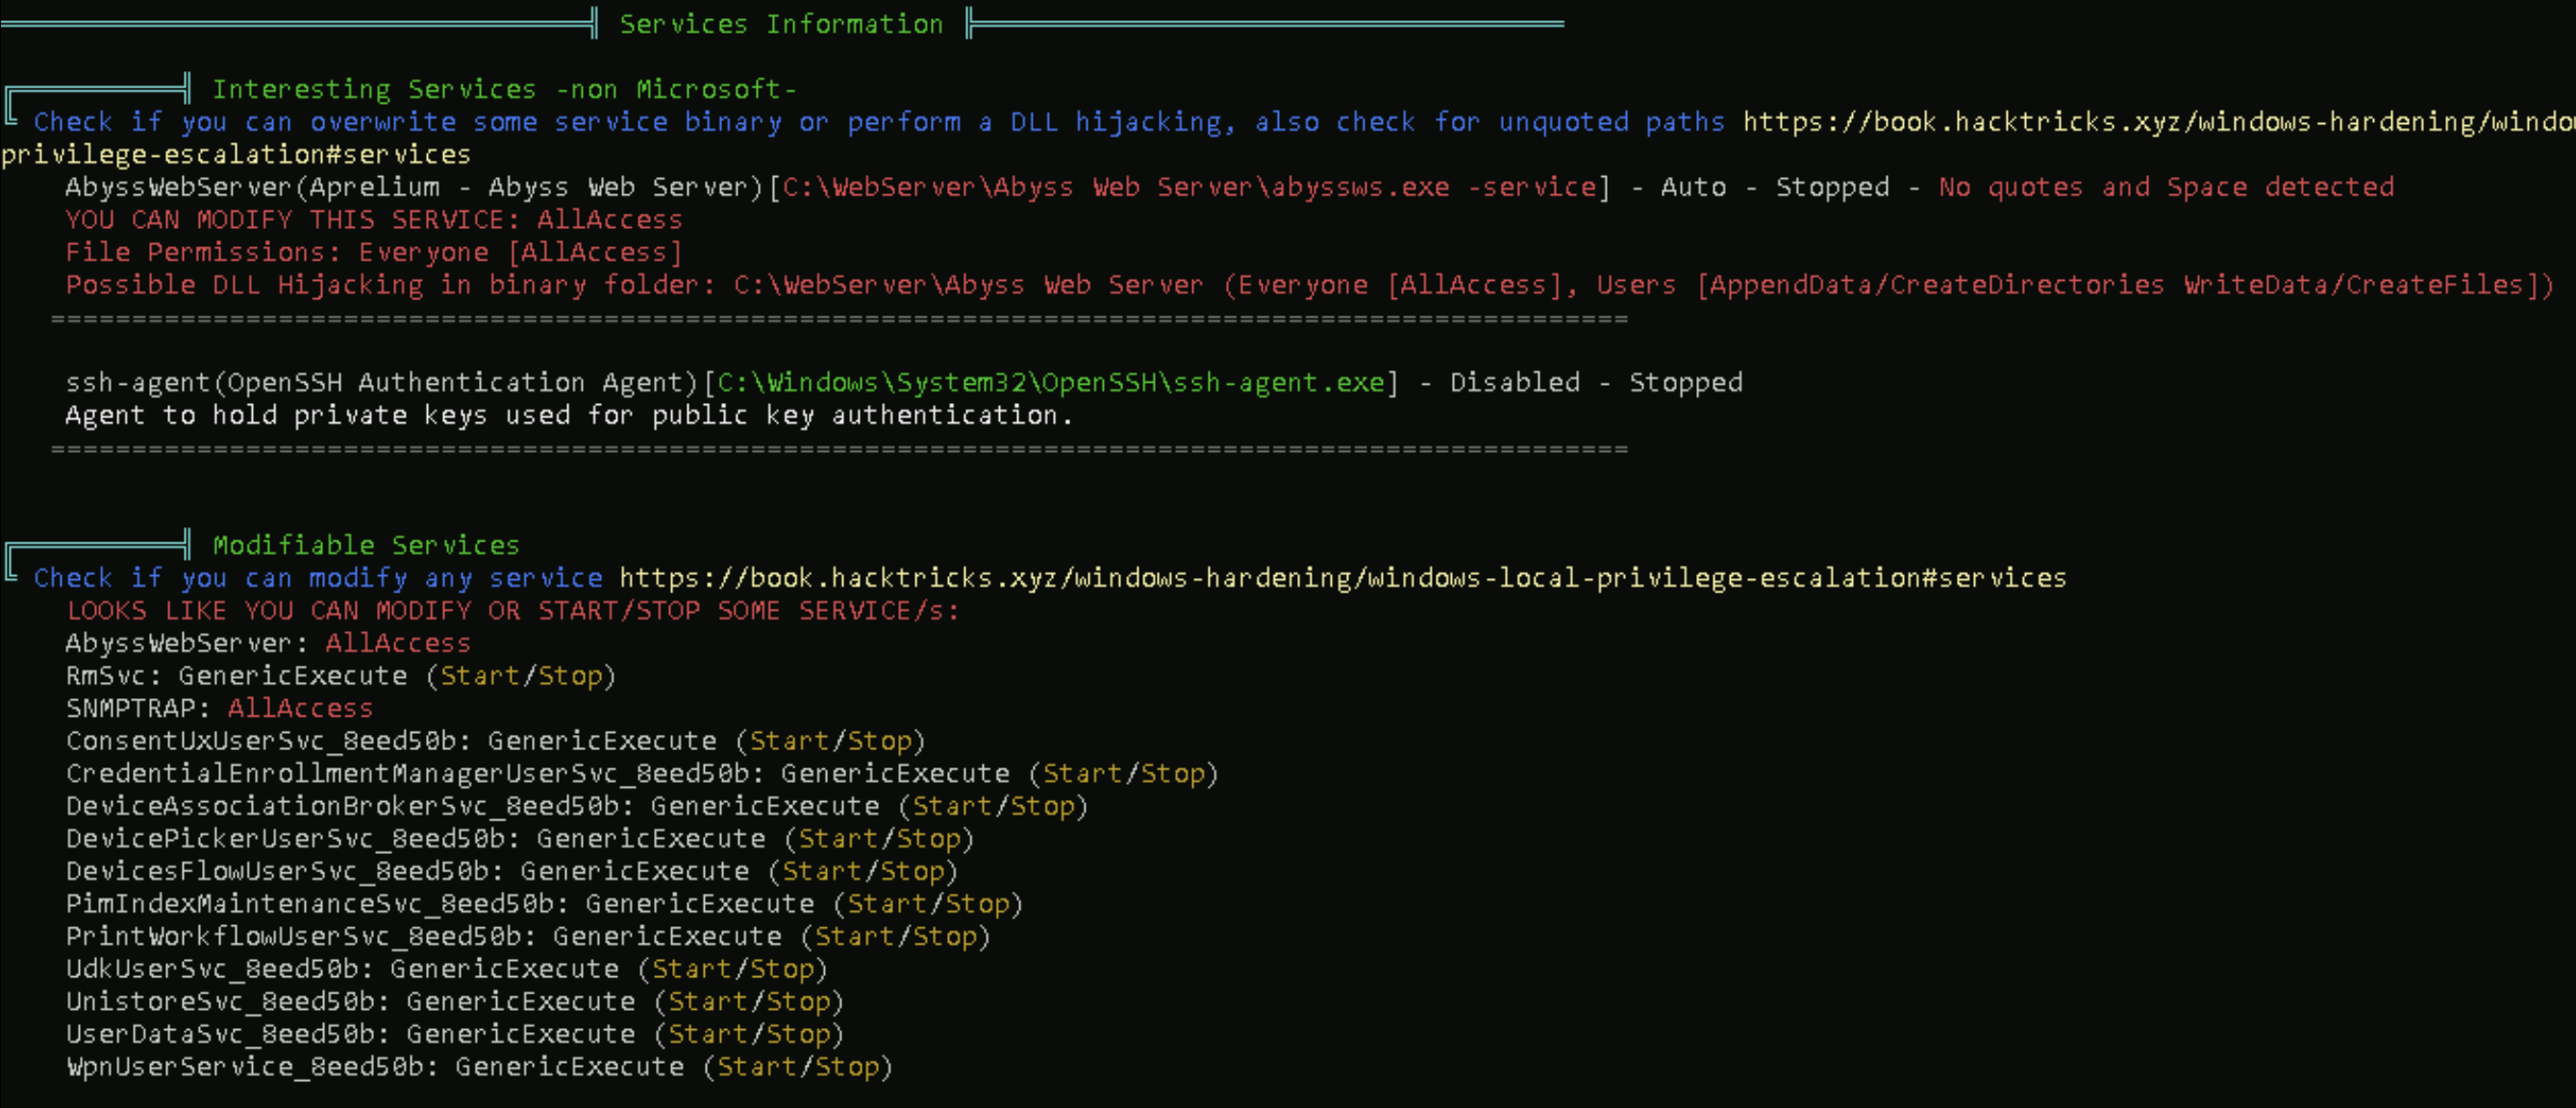 Services Information
Interesting Services -non Microsoft-
Check if you can overwrite some service binary or perform a DLL hijacking, also check for unquoted paths https://book.hacktricks.xyz/windows-hardening/windo
privilege-escalation#services
AbyssWebServer(Aprelium - Abyss Web Server)[C:\WebServer\Abyss Web Server\abyssws.exe -service] - Auto - Stopped - No quotes and Space detected
YOU CAN MODIFY THIS SERVICE: AllAccess
File Permissions: Everyone [AllAccess]
Possible DLL Hijacking in binary folder: C:\WebServer\Abyss Web Server (Everyone [AllAccess], Users [AppendData/CreateDirectories WriteData/CreateFiles])
=================================================================================================
ssh-agent(OpenSSH Authentication Agent)[C:\Windows\System32\OpenSSH\ssh-agent.exe] - Disabled - Stopped
Agent to hold private keys used for public key authentication.
=================================================================================================
Modifiable Services
Check if you can modify any service https://book.hacktricks.xyz/windows-hardening/windows-local-privilege-escalation#services
LOOKS LIKE YOU CAN MODIFY OR START/STOP SOME SERVICE/s:
AbyssWebServer: AllAccess
RmSvc: GenericExecute (Start/Stop)
SNMPTRAP: AllAccess
ConsentUxUserSvc_8eed50b: GenericExecute (Start/Stop)
CredentialEnrollmentManagerUserSvc_8eed50b: GenericExecute (Start/Stop)
DeviceAssociationBrokerSvc_8eed50b: GenericExecute (Start/Stop)
DevicePickerUserSvc_8eed50b: GenericExecute (Start/Stop)
DevicesFlowUserSvc_8eed50b: GenericExecute (Start/Stop)
PimIndexMaintenanceSvc_8eed50b: GenericExecute (Start/Stop)
PrintWorkflowUserSvc_8eed50b: GenericExecute (Start/Stop)
UdkUserSvc_8eed50b: GenericExecute (Start/Stop)
UnistoreSvc_8eed50b: GenericExecute (Start/Stop)
UserDataSvc_8eed50b: GenericExecute (Start/Stop)
WpnUserService_8eed50b: GenericExecute (Start/Stop)